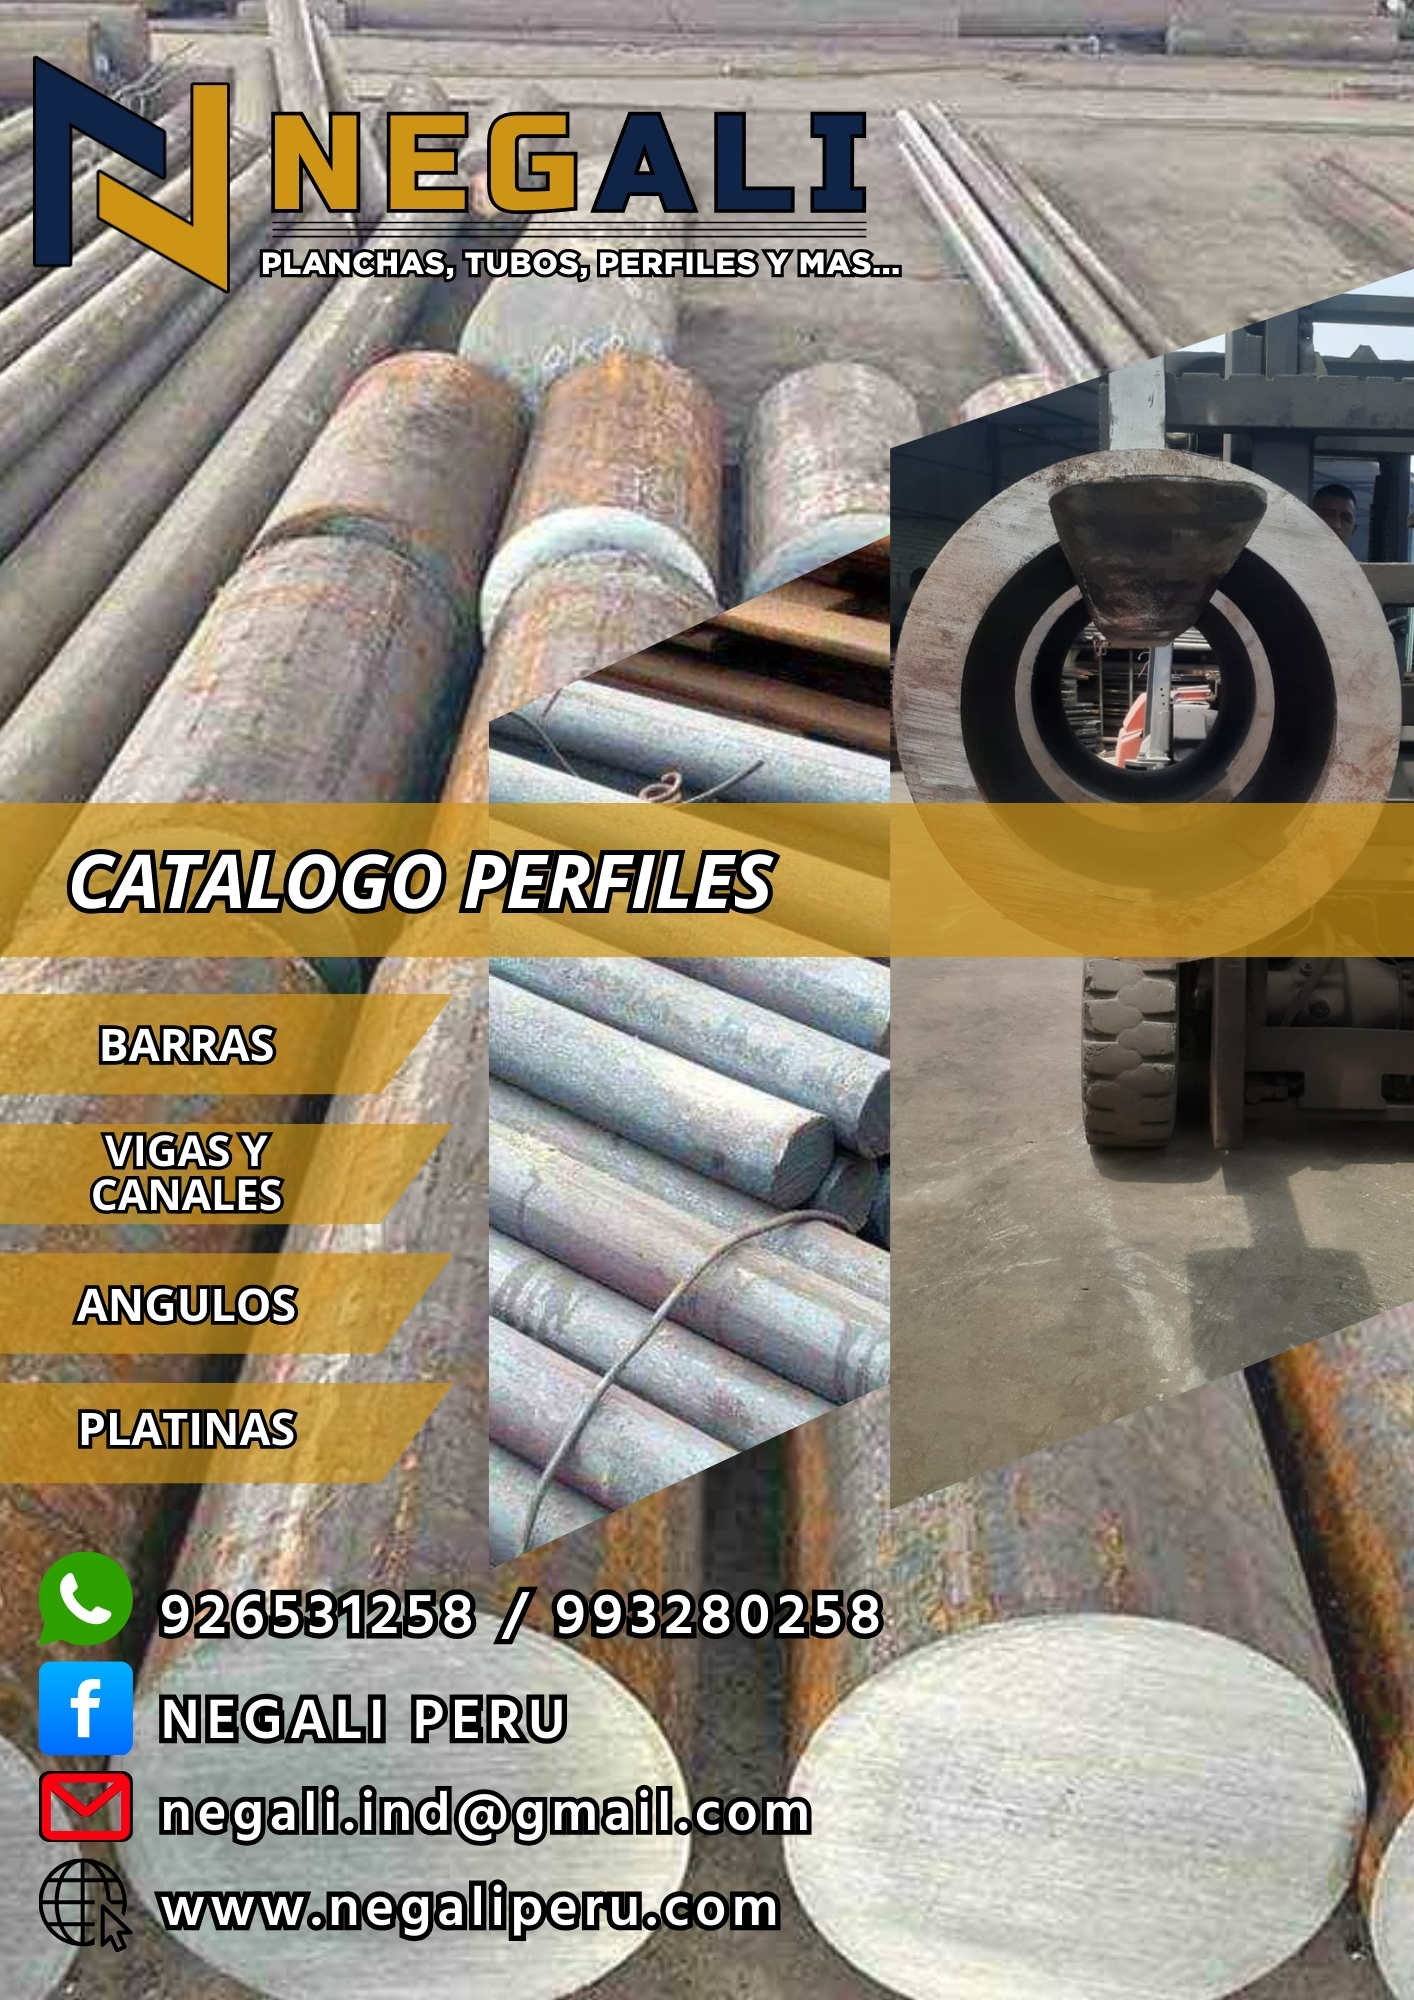 NEGALI
PLANCHAS, TUBOS, PERFILES Y MAS...
CATALOGO PERFILES
BARRAS
VIGAS Y
CANALES
ANGULOS
PLATINAS
926531258 / 993280258
NEGALI PERU
negali.ind@gmail.com
www.negaliperu.com